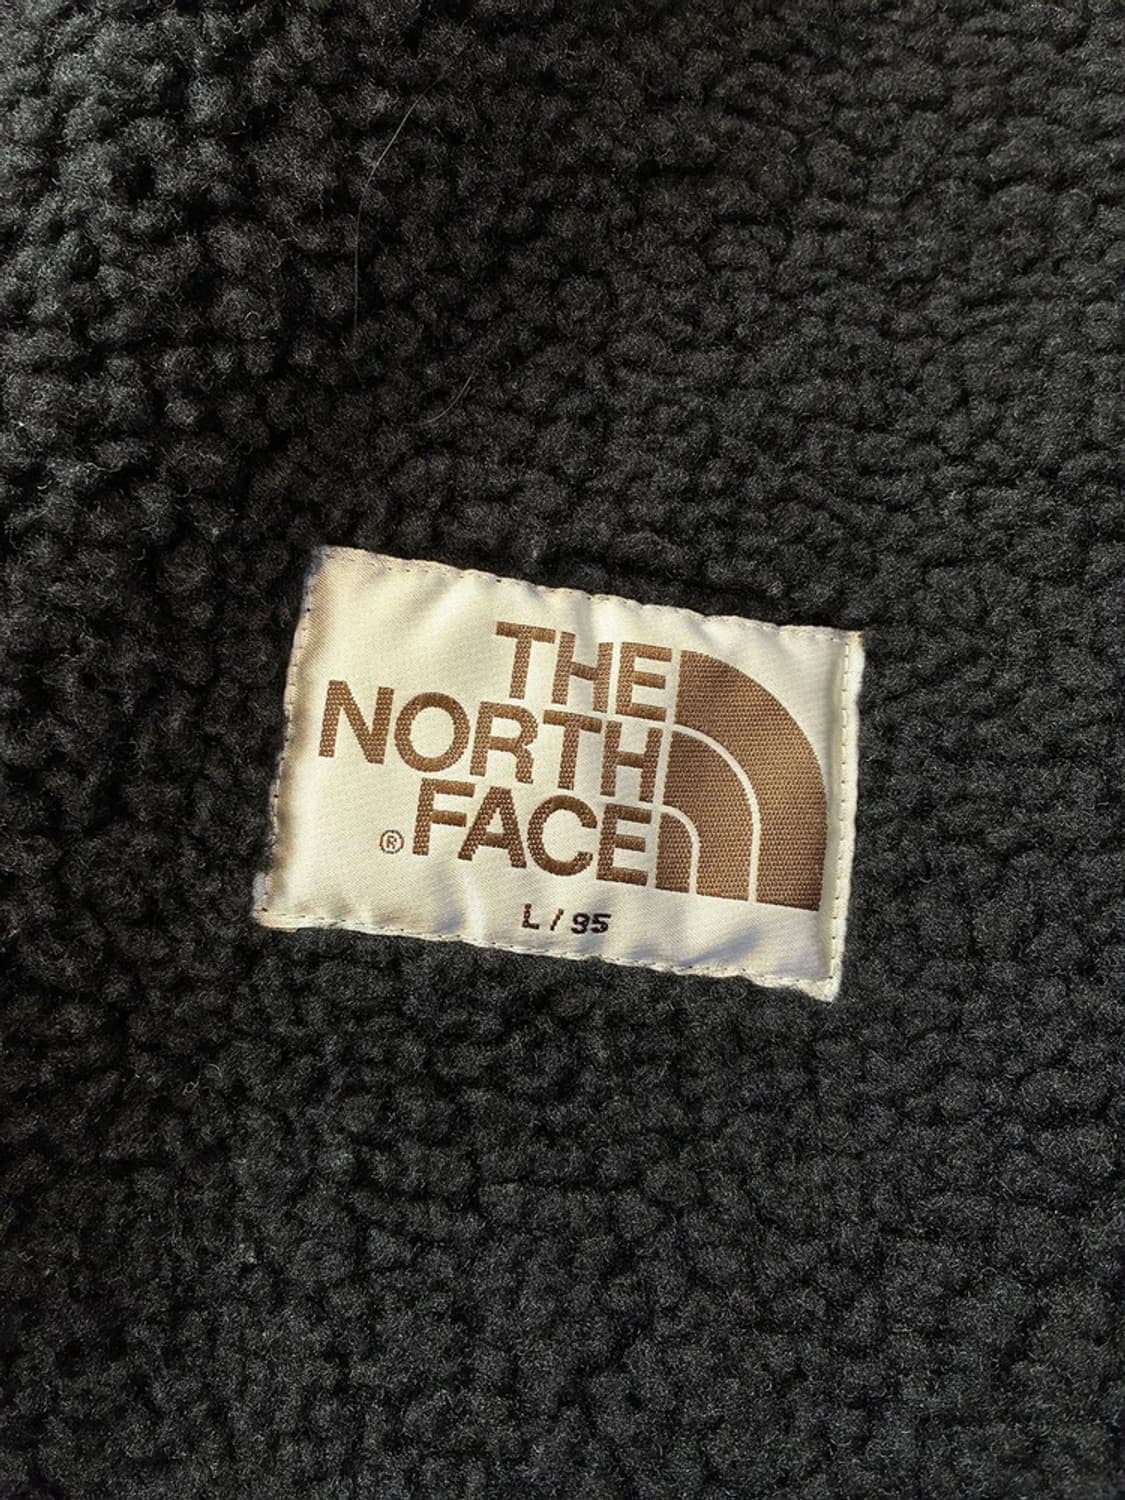 THE
NORTH
® FACE
L / 95